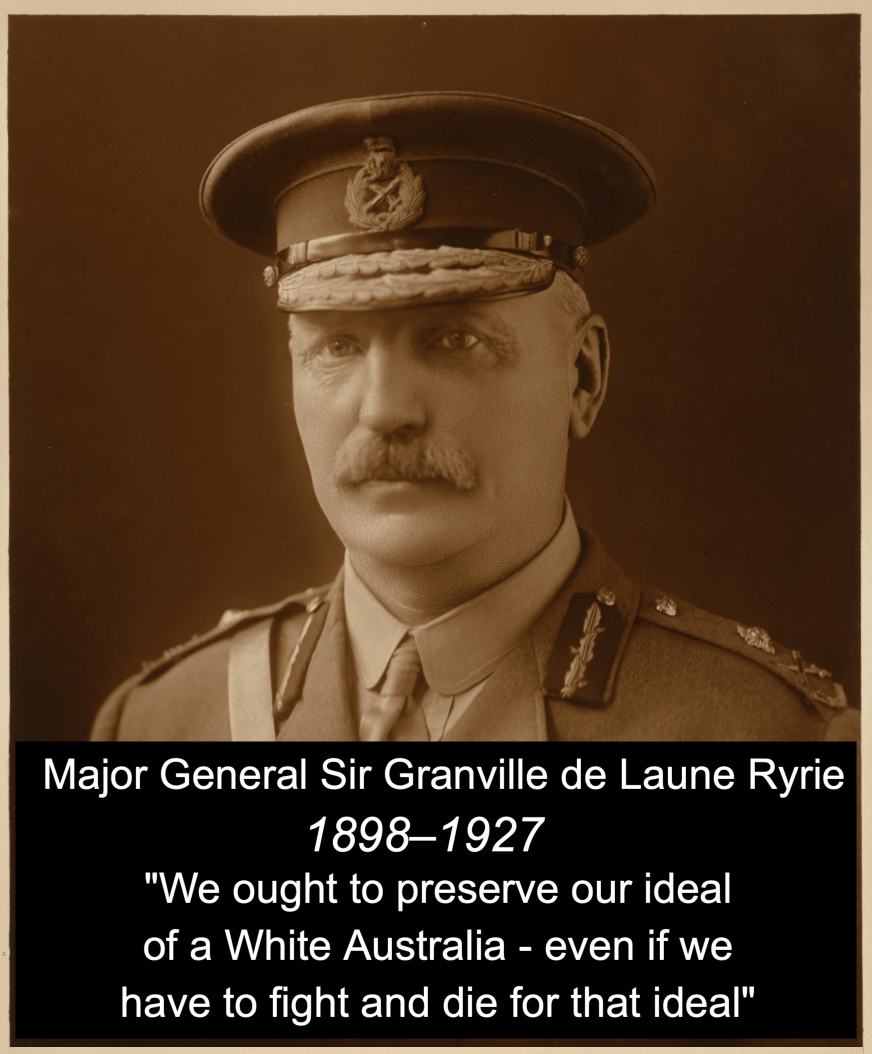 Major General Sir Granville de Laune Ryrie
1898–1927
"We ought to preserve our ideal
of a White Australia - even if we
have to fight and die for that ideal"